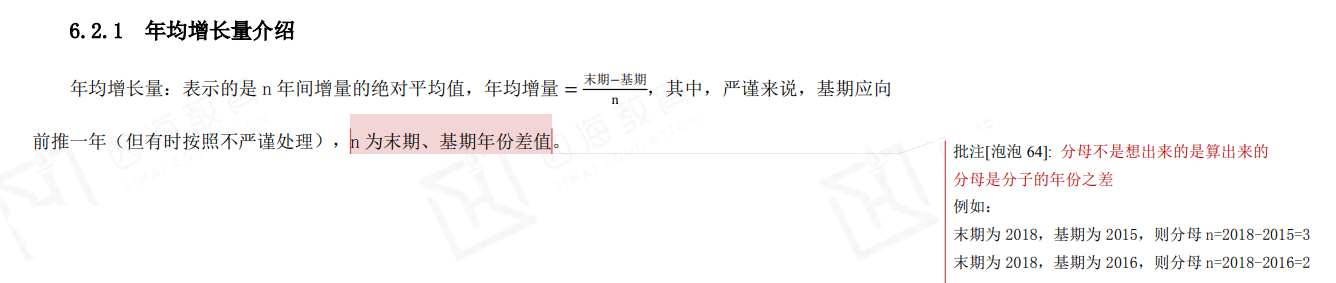 6.2.1 年均增长量介绍
年均增长量：表示的是 n 年间增量的绝对平均值，年均增量＝末期−基期/n，其中，严谨来说，基期应向
前推一年（但有时按照不严谨处理），n 为末期、基期年份差值。
批注[泡泡 64]: 分母不是想出来的是算出来的
分母是分子的年份之差
例如：
末期为 2018，基期为 2015，则分母 n=2018-2015=3
末期为 2018，基期为 2016，则分母 n=2018-2016=2
四海教育
SIHAI EDUCATION